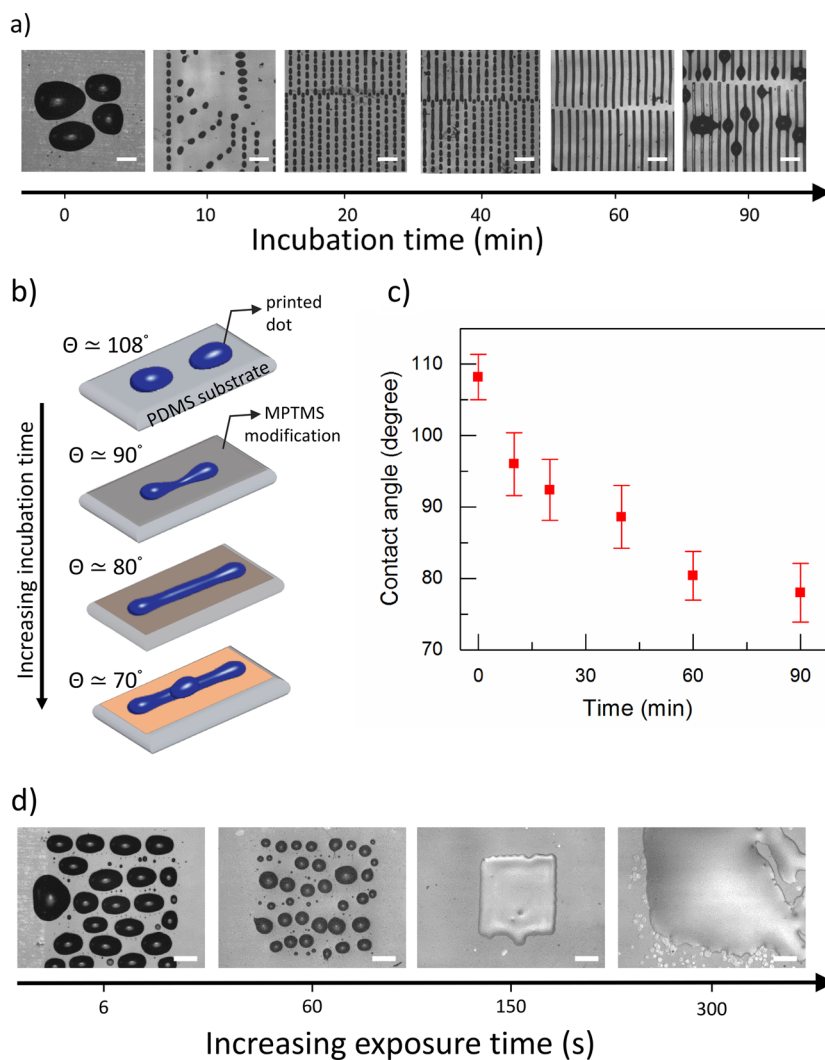 a)
0
10
20
40
60
90
Incubation time (min)
b)
printed
dot
Θ ≃ 108°
PDMS substrate
MPTMS
modification
Θ ≃ 90°
Θ ≃ 80°
Θ ≃ 70°
Increasing incubation time
c)
110
100
90
80
70
Contact angle (degree)
0
30
60
90
Time (min)
d)
6
60
150
300
Increasing exposure time (s)